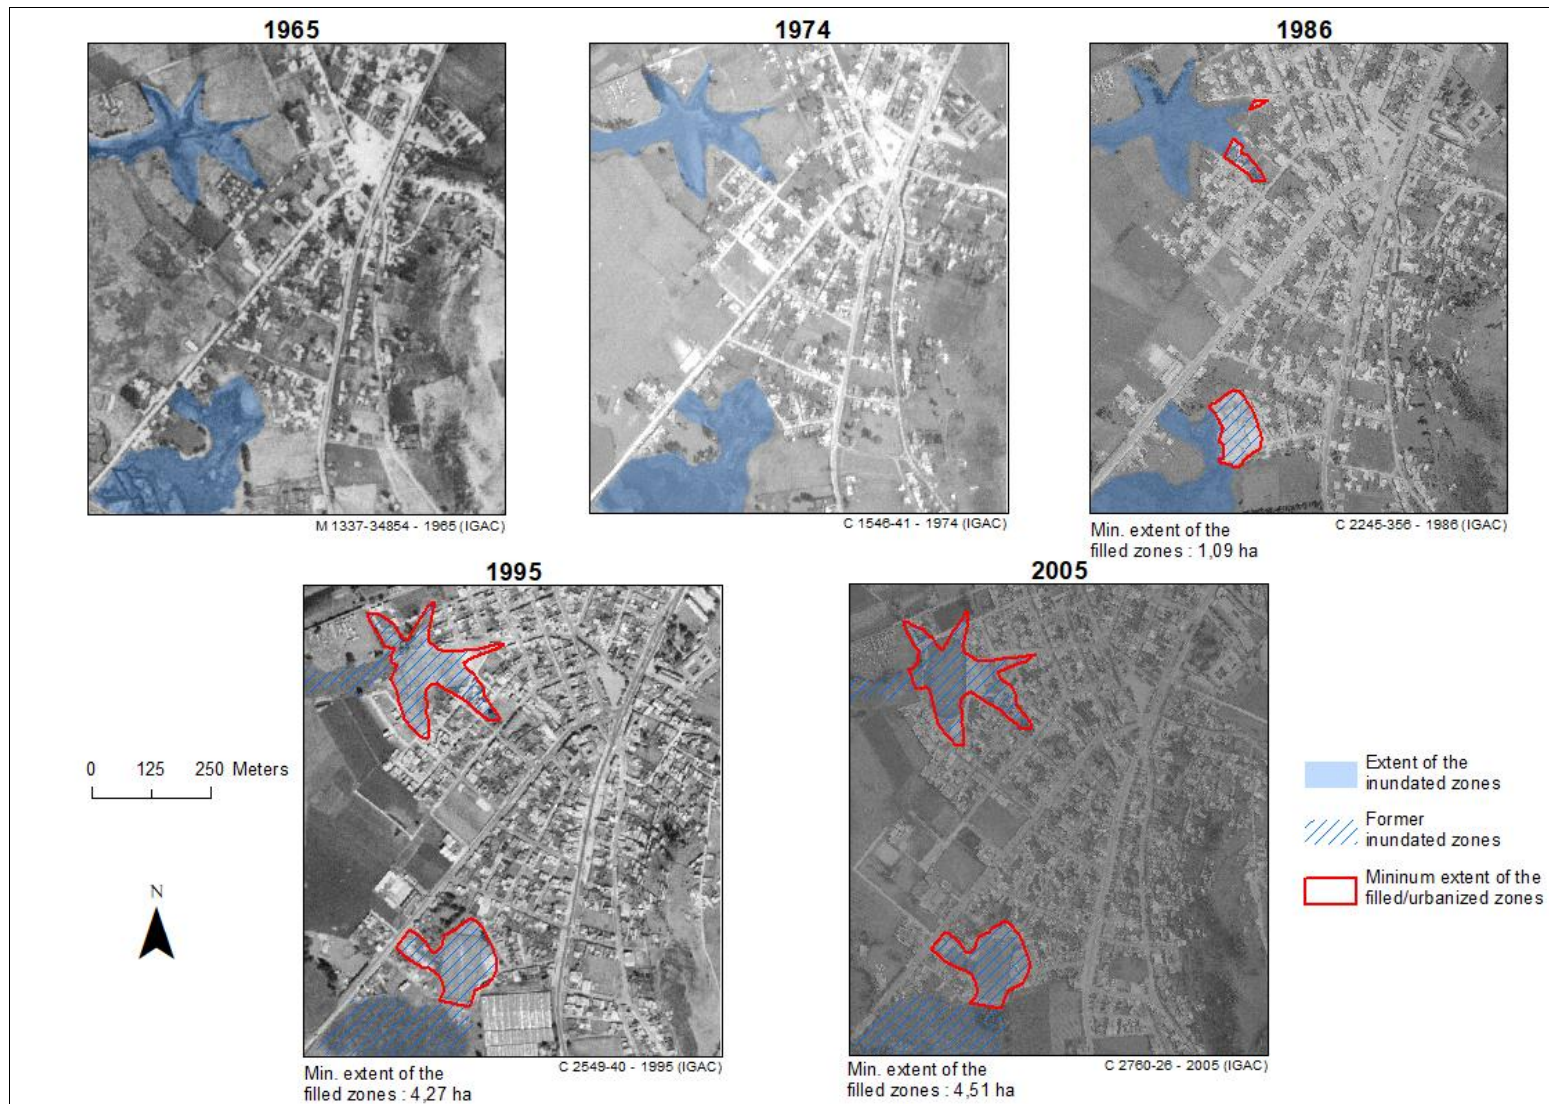 1965
1974
1986
M 1337-34854 - 1965 (IGAC)
C 1546-41 - 1974 (IGAC)
C 2245-356 - 1986 (IGAC)
Min. extent of the
filled zones : 1,09 ha
1995
2005
0 125 250 Meters
N
Extent of the
inundated zones
Former
inundated zones
Mininum extent of the
filled/urbanized zones
C 2549-40 - 1995 (IGAC)
Min. extent of the
filled zones : 4,27 ha
C 2760-26 - 2005 (IGAC)
Min. extent of the
filled zones : 4,51 ha